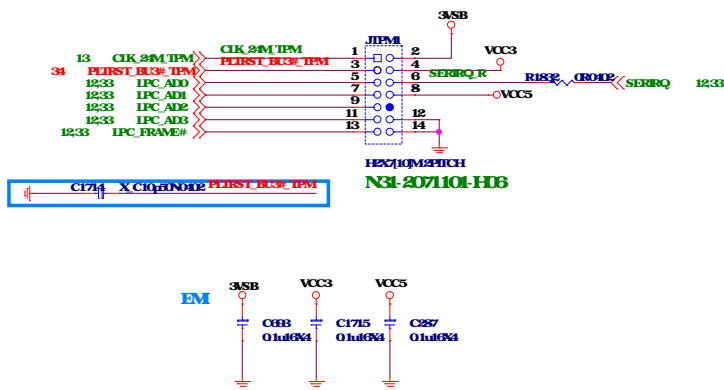 3VSB
JTPM1
CLK_24M_TPM
1 2 VCC3
13 CLK_24M_TPM PLTRST_BU3#_TPM 3 4
34 PLTRST_BU3#_TPM SERIRQ_R
12,33 LPC_AD0 5 6 R1832 0R0402 SERIRQ 12,33
12,33 LPC_AD1 7 8 VCC5
12,33 LPC_AD2 9
12,33 LPC_AD3 11 12
12,33 LPC_FRAME# 13 14
H2X7[10]M-2PITCH
N31-2071101-H06
C1714 X_C10p50N0402 PLTRST_BU3#_TPM
EMI
3VSB VCC3 VCC5
C693 C1715 C287
0.1u16X4 0.1u16X4 0.1u16X4